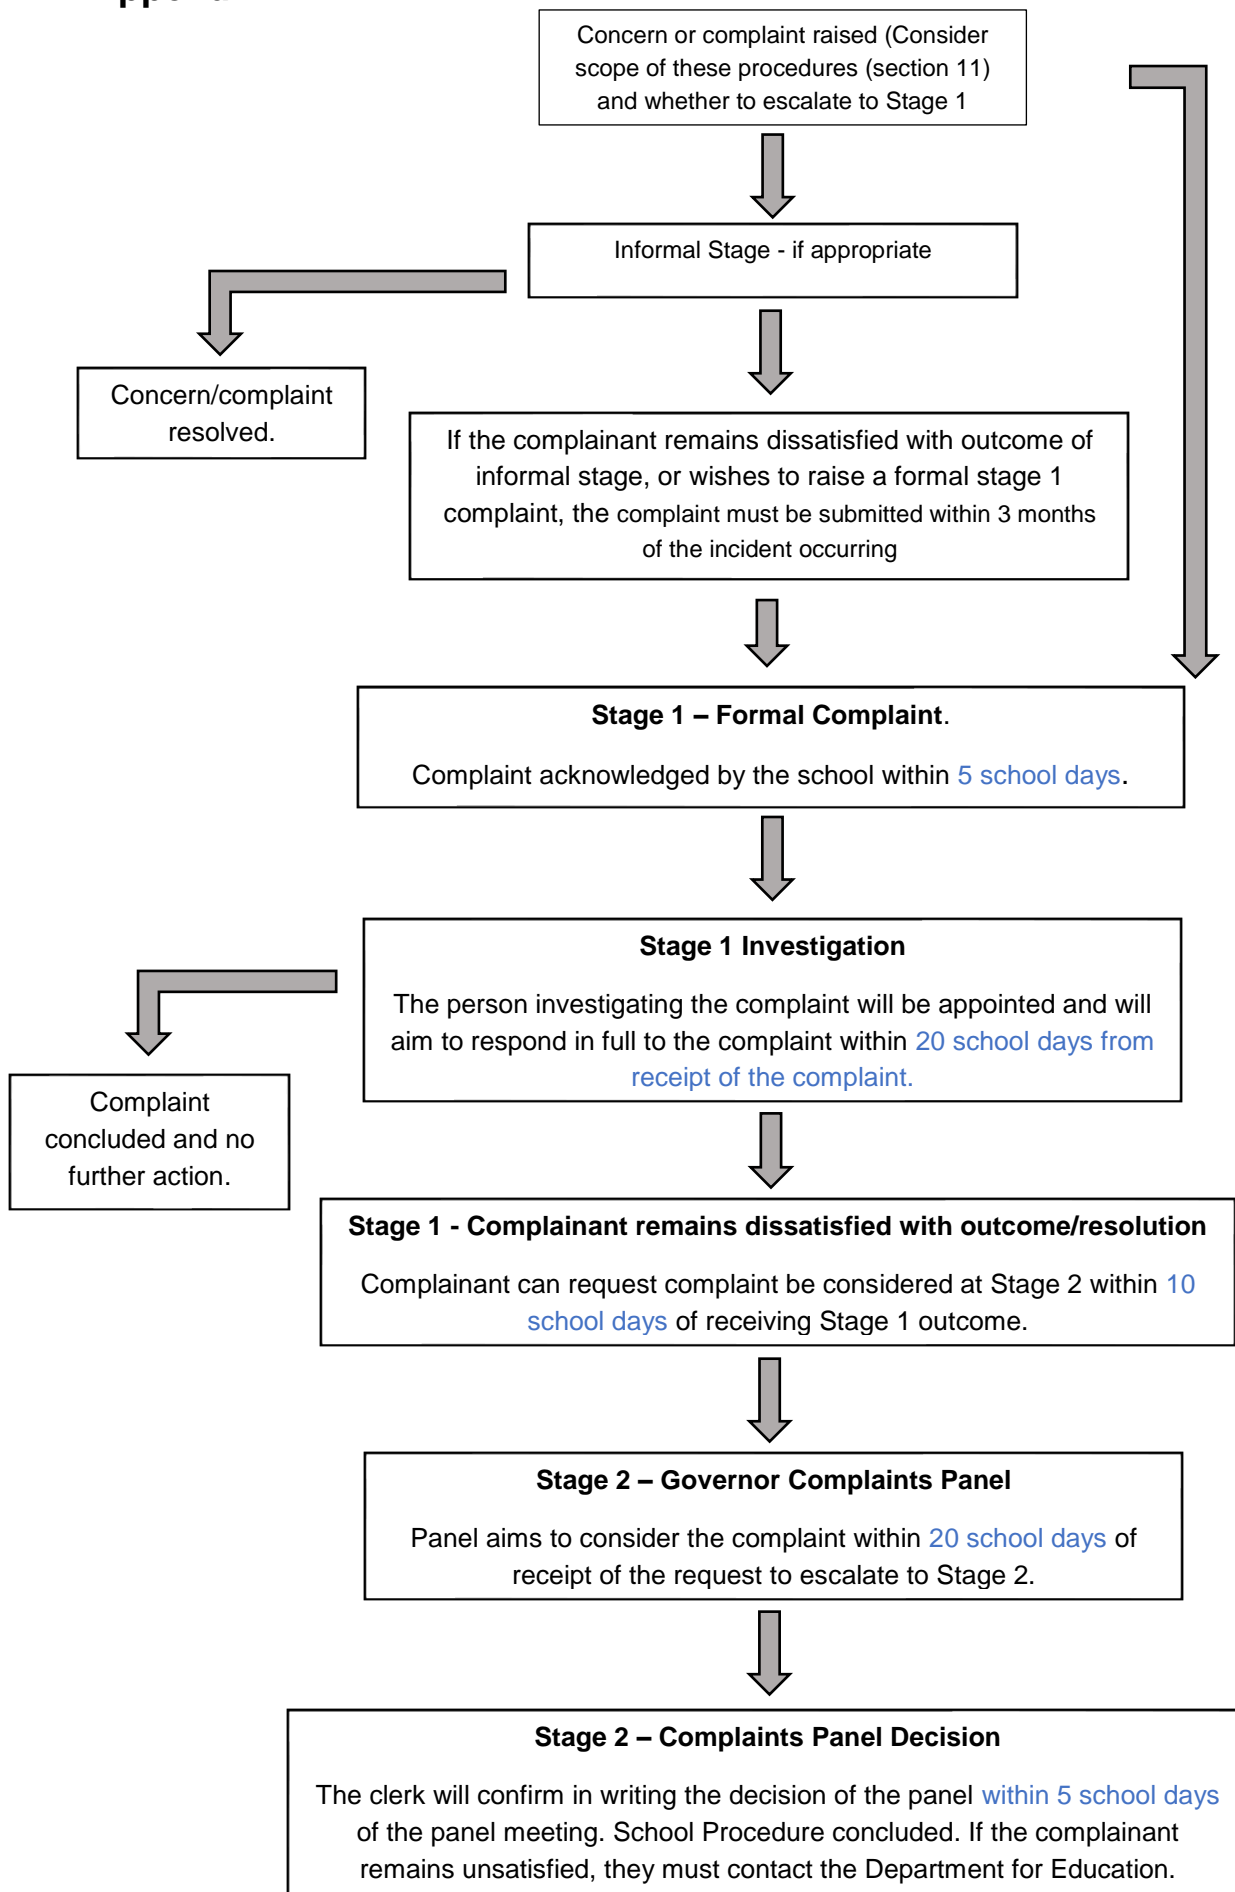 Concern or complaint raised (Consider
scope of these procedures (section 11)
and whether to escalate to Stage 1
Informal Stage - if appropriate
Concern/complaint
resolved.
If the complainant remains dissatisfied with outcome of
informal stage, or wishes to raise a formal stage 1
complaint, the complaint must be submitted within 3 months
of the incident occurring
Stage 1 – Formal Complaint.
Complaint acknowledged by the school within 5 school days.
Stage 1 Investigation
The person investigating the complaint will be appointed and will
aim to respond in full to the complaint within 20 school days from
receipt of the complaint.
Complaint
concluded and no
further action.
Stage 1 - Complainant remains dissatisfied with outcome/resolution
Complainant can request complaint be considered at Stage 2 within 10
school days of receiving Stage 1 outcome.
Stage 2 – Governor Complaints Panel
Panel aims to consider the complaint within 20 school days of
receipt of the request to escalate to Stage 2.
Stage 2 – Complaints Panel Decision
The clerk will confirm in writing the decision of the panel within 5 school days
of the panel meeting. School Procedure concluded. If the complainant
remains unsatisfied, they must contact the Department for Education.